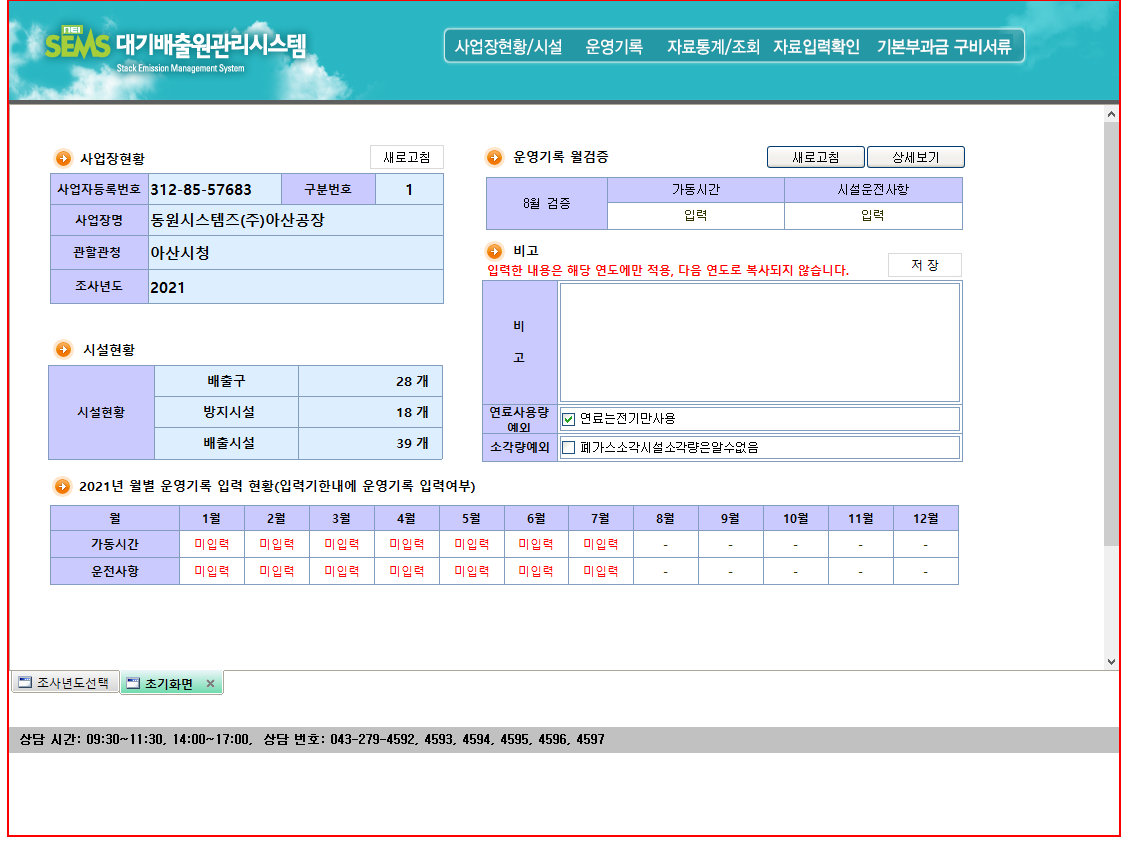 nei
SEMS 대기배출원관리시스템
Stack Emission Management System
사업장현황/시설 운영기록 자료통계/조회 자료입력확인 기본부과금 구비서류
사업장현황 새로고침
사업자등록번호 312-85-57683 구분번호 1
사업장명 동원시스템즈(주)아산공장
관할관청 아산시청
조사년도 2021
시설현황
시설현황 배출구 28 개
방지시설 18 개
배출시설 39 개
운영기록 월검증 새로고침 상세보기
8월 검증 가동시간 시설운전사항
입력 입력
비고
입력한 내용은 해당 연도에만 적용, 다음 연도로 복사되지 않습니다. 저 장
비
고
연료사용량
예외 연료는전기만사용
소각량예외 폐가스소각시설소각량은알수없음
2021년 월별 운영기록 입력 현황(입력기한내에 운영기록 입력여부)
월 1월 2월 3월 4월 5월 6월 7월 8월 9월 10월 11월 12월
가동시간 미입력 미입력 미입력 미입력 미입력 미입력 미입력 - - - - -
운전사항 미입력 미입력 미입력 미입력 미입력 미입력 미입력 - - - - -
조사년도선택 초기화면
상담 시간: 09:30~11:30, 14:00~17:00, 상담 번호: 043-279-4592, 4593, 4594, 4595, 4596, 4597